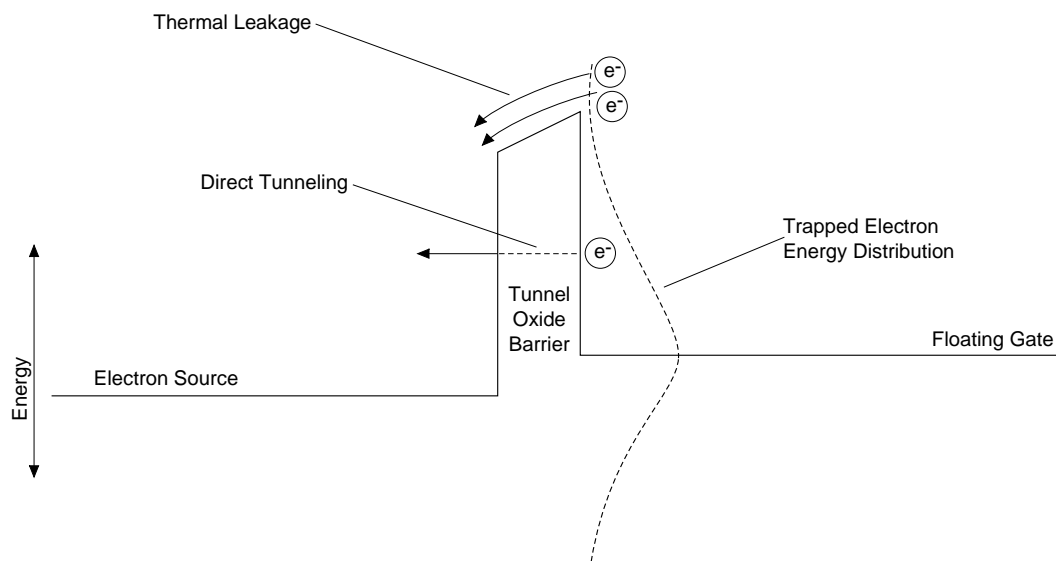 Thermal Leakage
e-
e-
Direct Tunneling
e-
Trapped Electron
Energy Distribution
Tunnel
Oxide
Barrier
Floating Gate
Electron Source
Energy